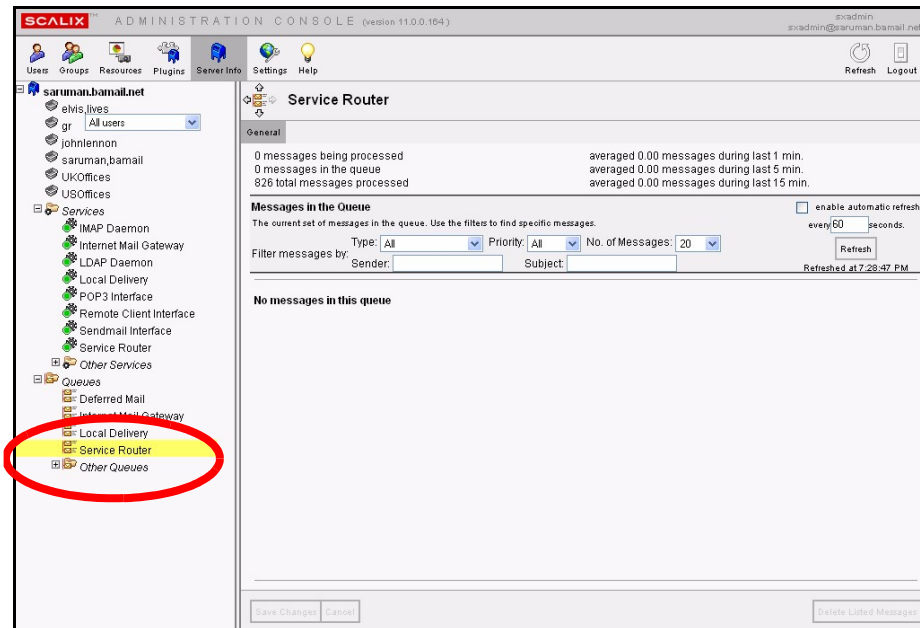 SCALIX™ ADMINISTRATION CONSOLE (version 11.0.0.164)
sxadmin
sxadmin@saruman.bamail.net
Users Groups Resources Plugins Server Info Settings Help Refresh Logout
saruman.bamail.net
elvis,lives
gr All users
johnlennon
saruman,bamail
UKOffices
USOffices
Services
IMAP Daemon
Internet Mail Gateway
LDAP Daemon
Local Delivery
POP3 Interface
Remote Client Interface
Sendmail Interface
Service Router
Other Services
Queues
Deferred Mail
Internet Mail Gateway
Local Delivery
Service Router
Other Queues
Service Router
General
0 messages being processed
0 messages in the queue
826 total messages processed
averaged 0.00 messages during last 1 min.
averaged 0.00 messages during last 5 min.
averaged 0.00 messages during last 15 min.
Messages in the Queue
The current set of messages in the queue. Use the filters to find specific messages.
Filter messages by: Type: All Priority: All No. of Messages: 20
Sender: Subject:
enable automatic refresh
every 60 seconds.
Refresh
Refreshed at 7:28:47 PM
No messages in this queue
Save Changes Cancel Delete Listed Messages